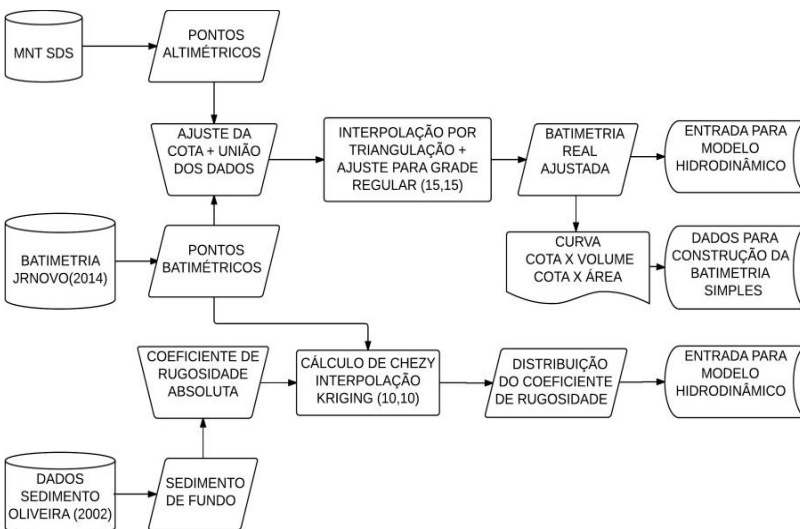 MNT SDS
PONTOS
ALTIMÉTRICOS
AJUSTE DA
COTA + UNIÃO
DOS DADOS
INTERPOLAÇÃO POR
TRIANGULAÇÃO +
AJUSTE PARA GRADE
REGULAR (15,15)
BATIMETRIA
REAL
AJUSTADA
ENTRADA PARA
MODELO
HIDRODINÂMICO
BATIMETRIA
JRNOVO(2014)
PONTOS
BATIMÉTRICOS
CURVA
COTA X VOLUME
COTA X ÁREA
DADOS PARA
CONSTRUÇÃO DA
BATIMETRIA
SIMPLES
COEFICIENTE DE
RUGOSIDADE
ABSOLUTA
CÁLCULO DE CHEZY
INTERPOLAÇÃO
KRIGING (10,10)
DISTRIBUIÇÃO
DO COEFICIENTE
DE RUGOSIDADE
ENTRADA PARA
MODELO
HIDRODINÂMICO
DADOS
SEDIMENTO
OLIVEIRA (2002)
SEDIMENTO
DE FUNDO